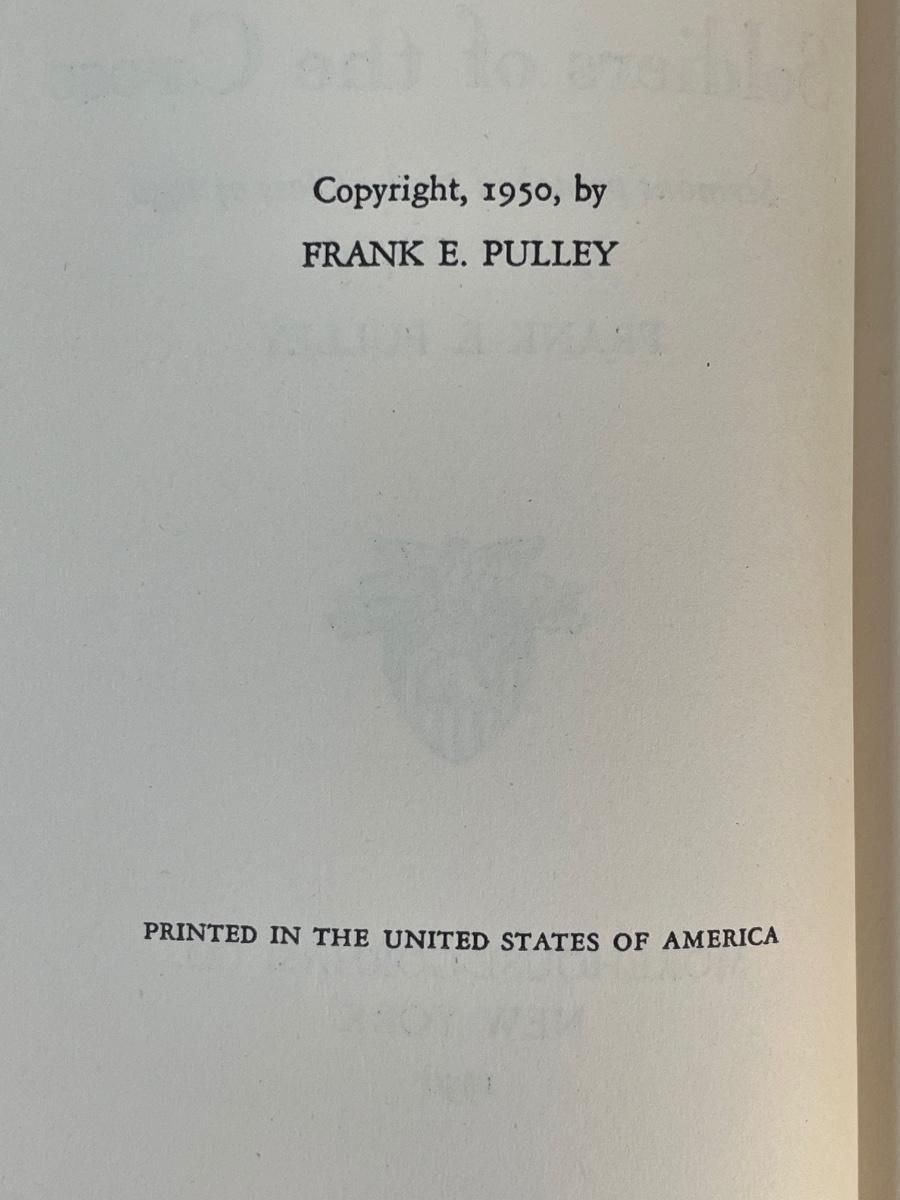 Copyright, 1950, by
FRANK E. PULLEY
PRINTED IN THE UNITED STATES OF AMERICA